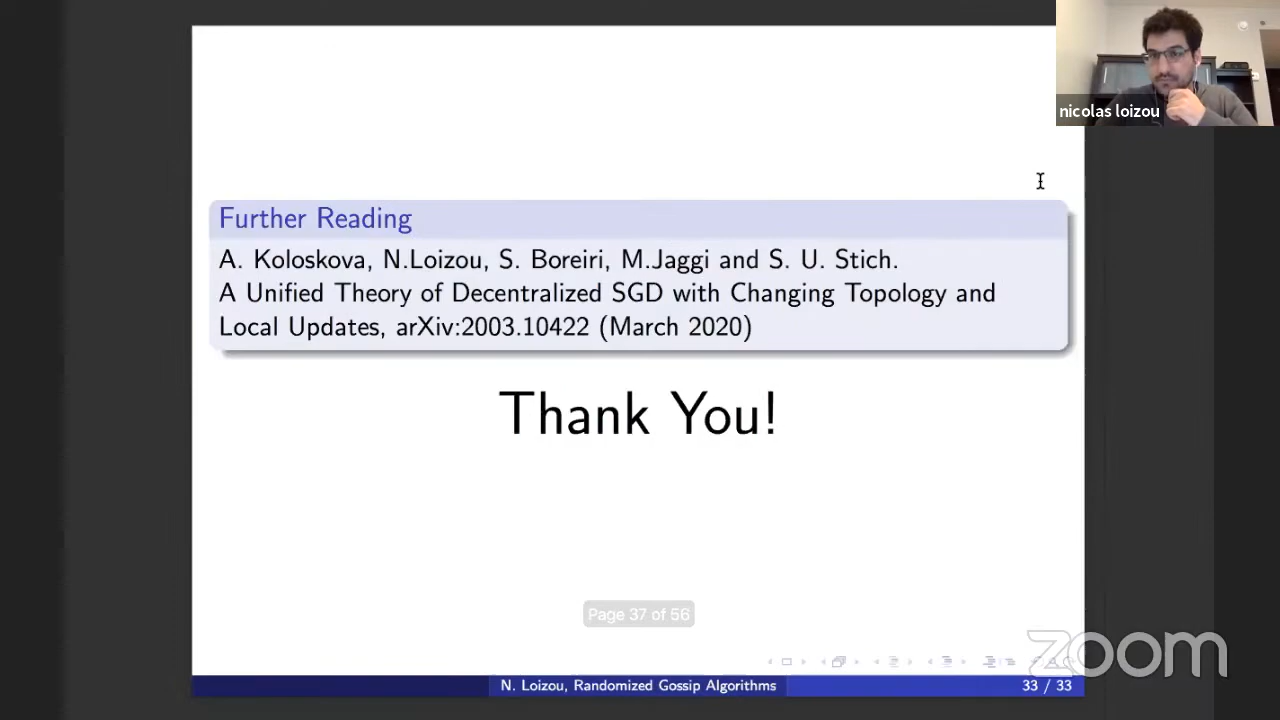 nicolas loizou
Further Reading
A. Koloskova, N.Loizou, S. Boreiri, M.Jaggi and S. U. Stich.
A Unified Theory of Decentralized SGD with Changing Topology and
Local Updates, arXiv:2003.10422 (March 2020)
Thank You!
Page 37 of 56
zoom
N. Loizou, Randomized Gossip Algorithms
33 / 33